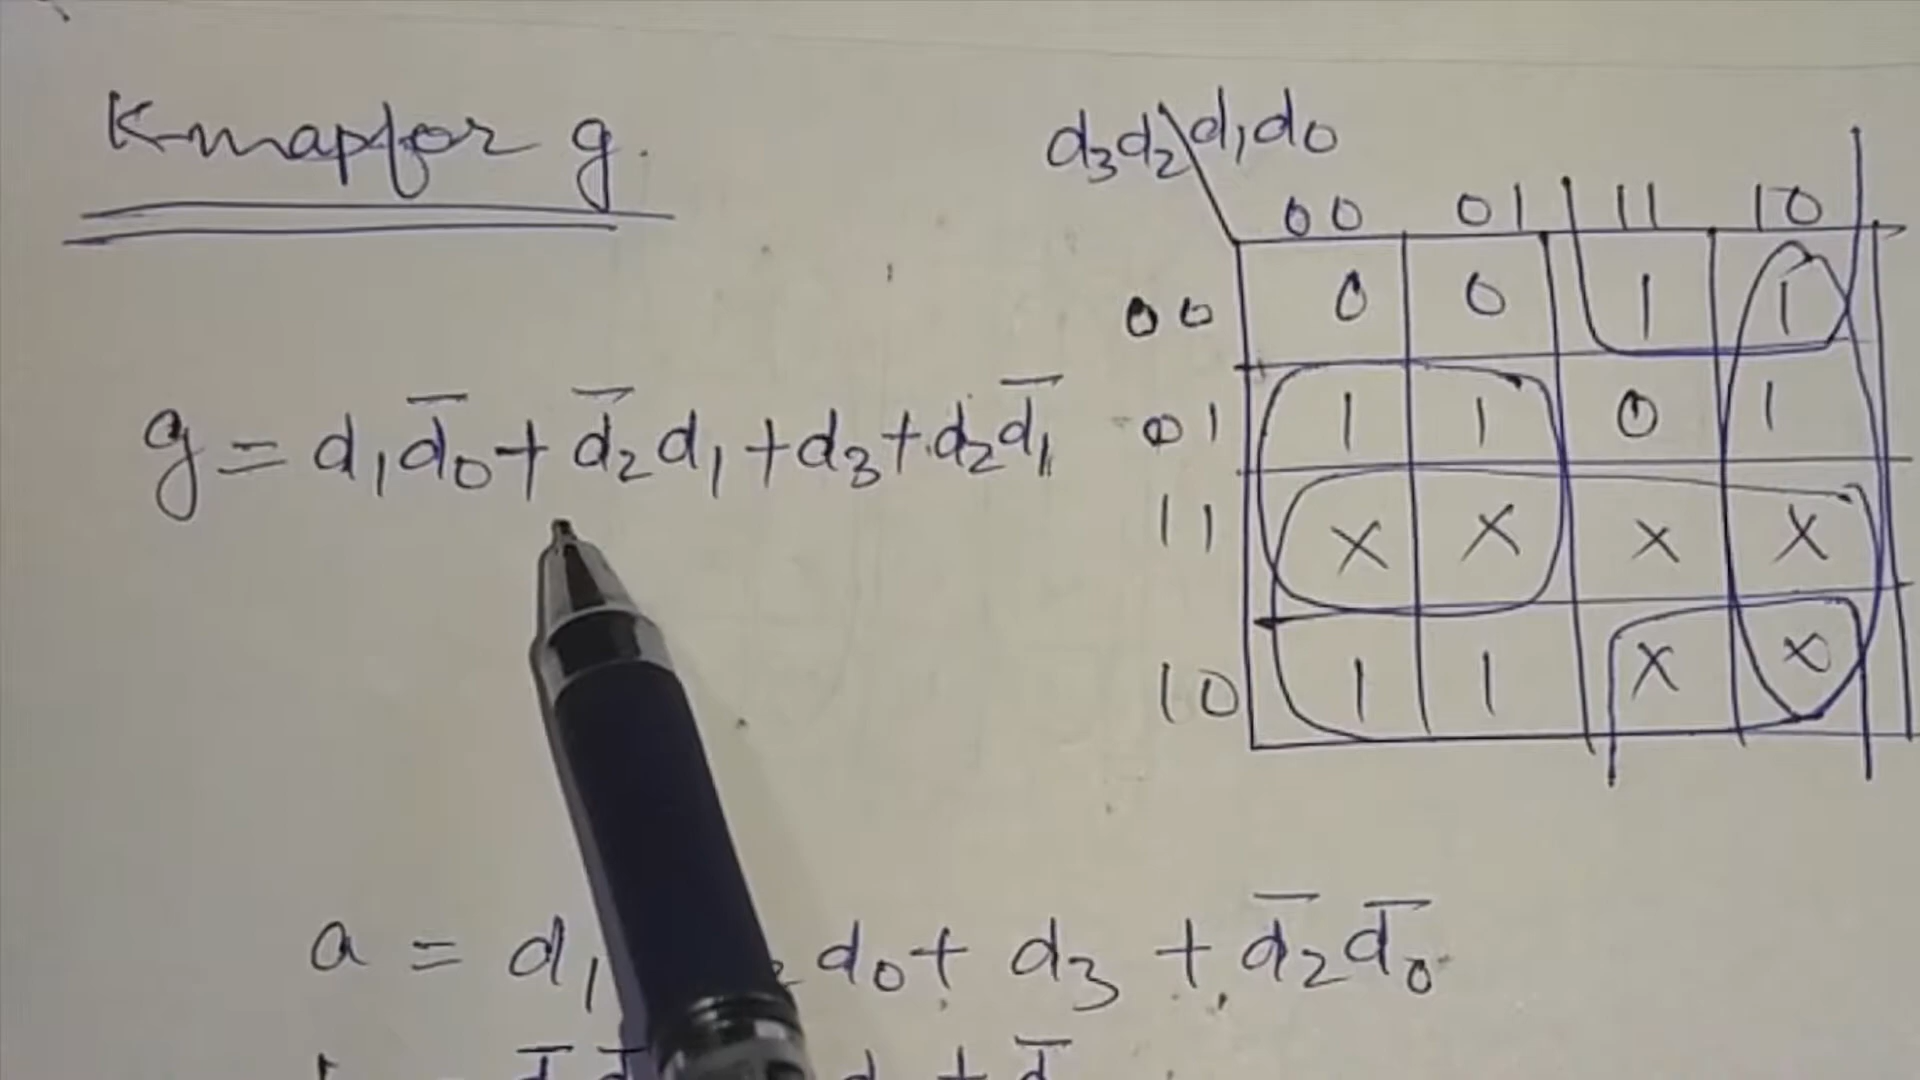 K-map for g.
d₃d₂\d₁d₀
00 01 11 10
00 0 0 1 1
01 1 1 0 1
11 X X X X
10 1 1 X X
g = d₁d̅₀ + d̅₂d₁ + d₃ + d₂d̅₁
a = d₁ ₂ d₀ + d₃ + d̅₂d̅₀